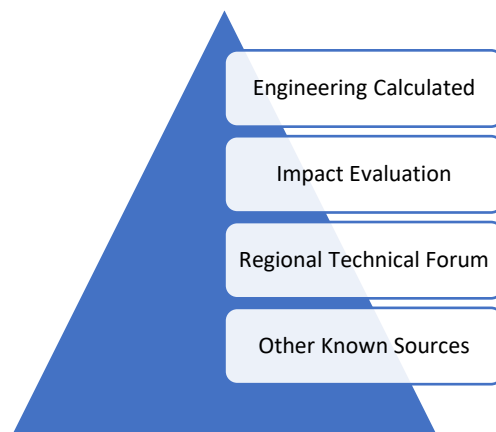 Engineering Calculated
Impact Evaluation
Regional Technical Forum
Other Known Sources